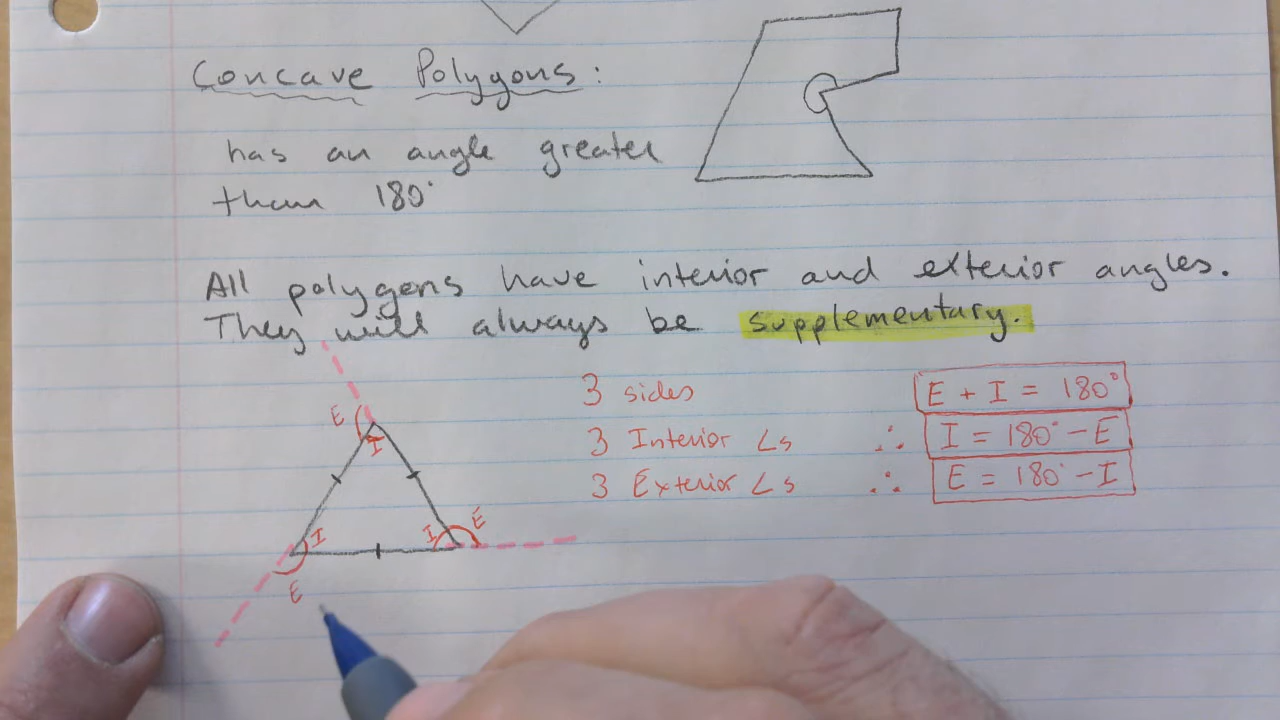 Concave Polygons:
has an angle greater
than 180°
All polygons have interior and exterior angles.
They will always be supplementary.
3 sides
E + I = 180°
3 Interior ∠s ∴ I = 180° - E
3 Exterior ∠s ∴ E = 180° - I
E
I
I
I
E
E